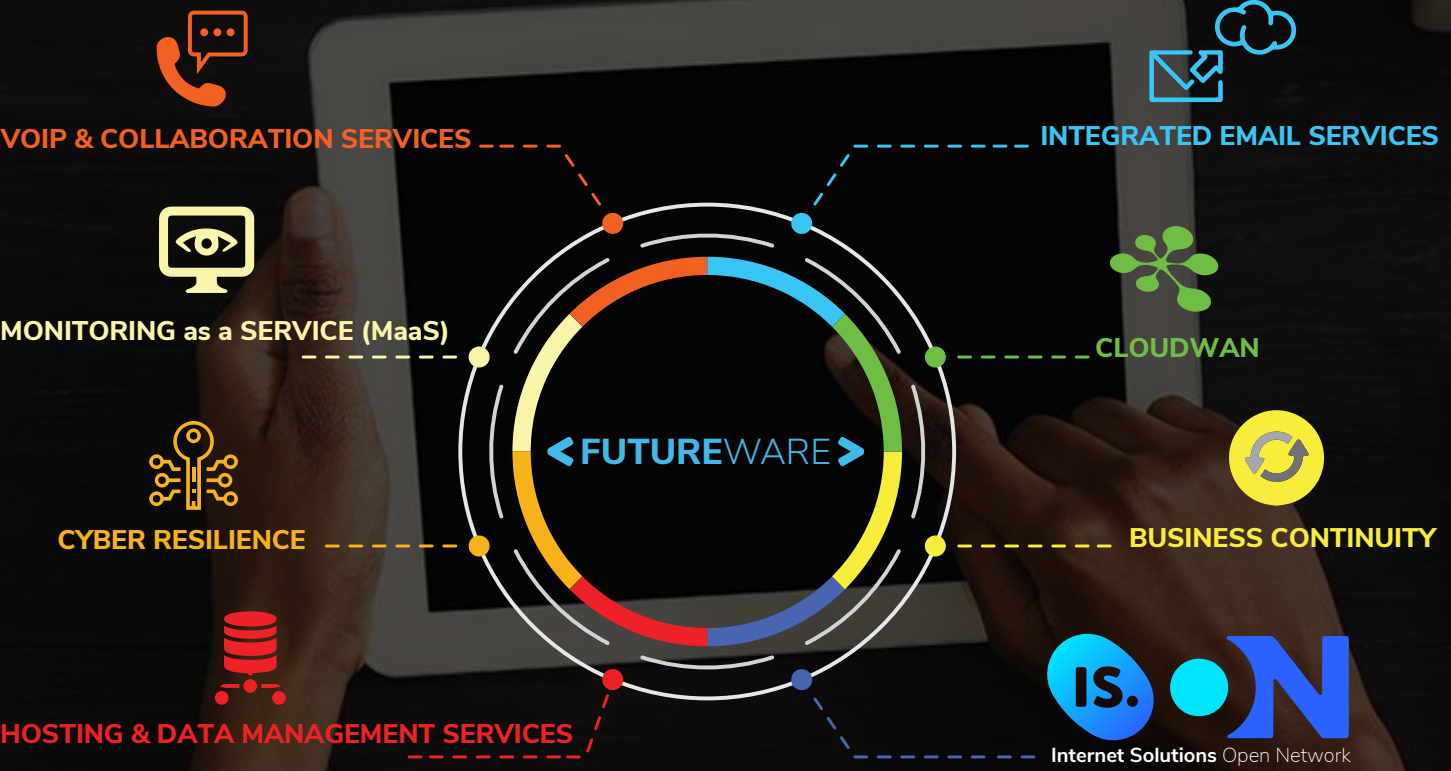 VOIP & COLLABORATION SERVICES
INTEGRATED EMAIL SERVICES
MONITORING as a SERVICE (MaaS)
CLOUDWAN
<FUTUREWARE>
CYBER RESILIENCE
BUSINESS CONTINUITY
HOSTING & DATA MANAGEMENT SERVICES
IS. ON
Internet Solutions Open Network